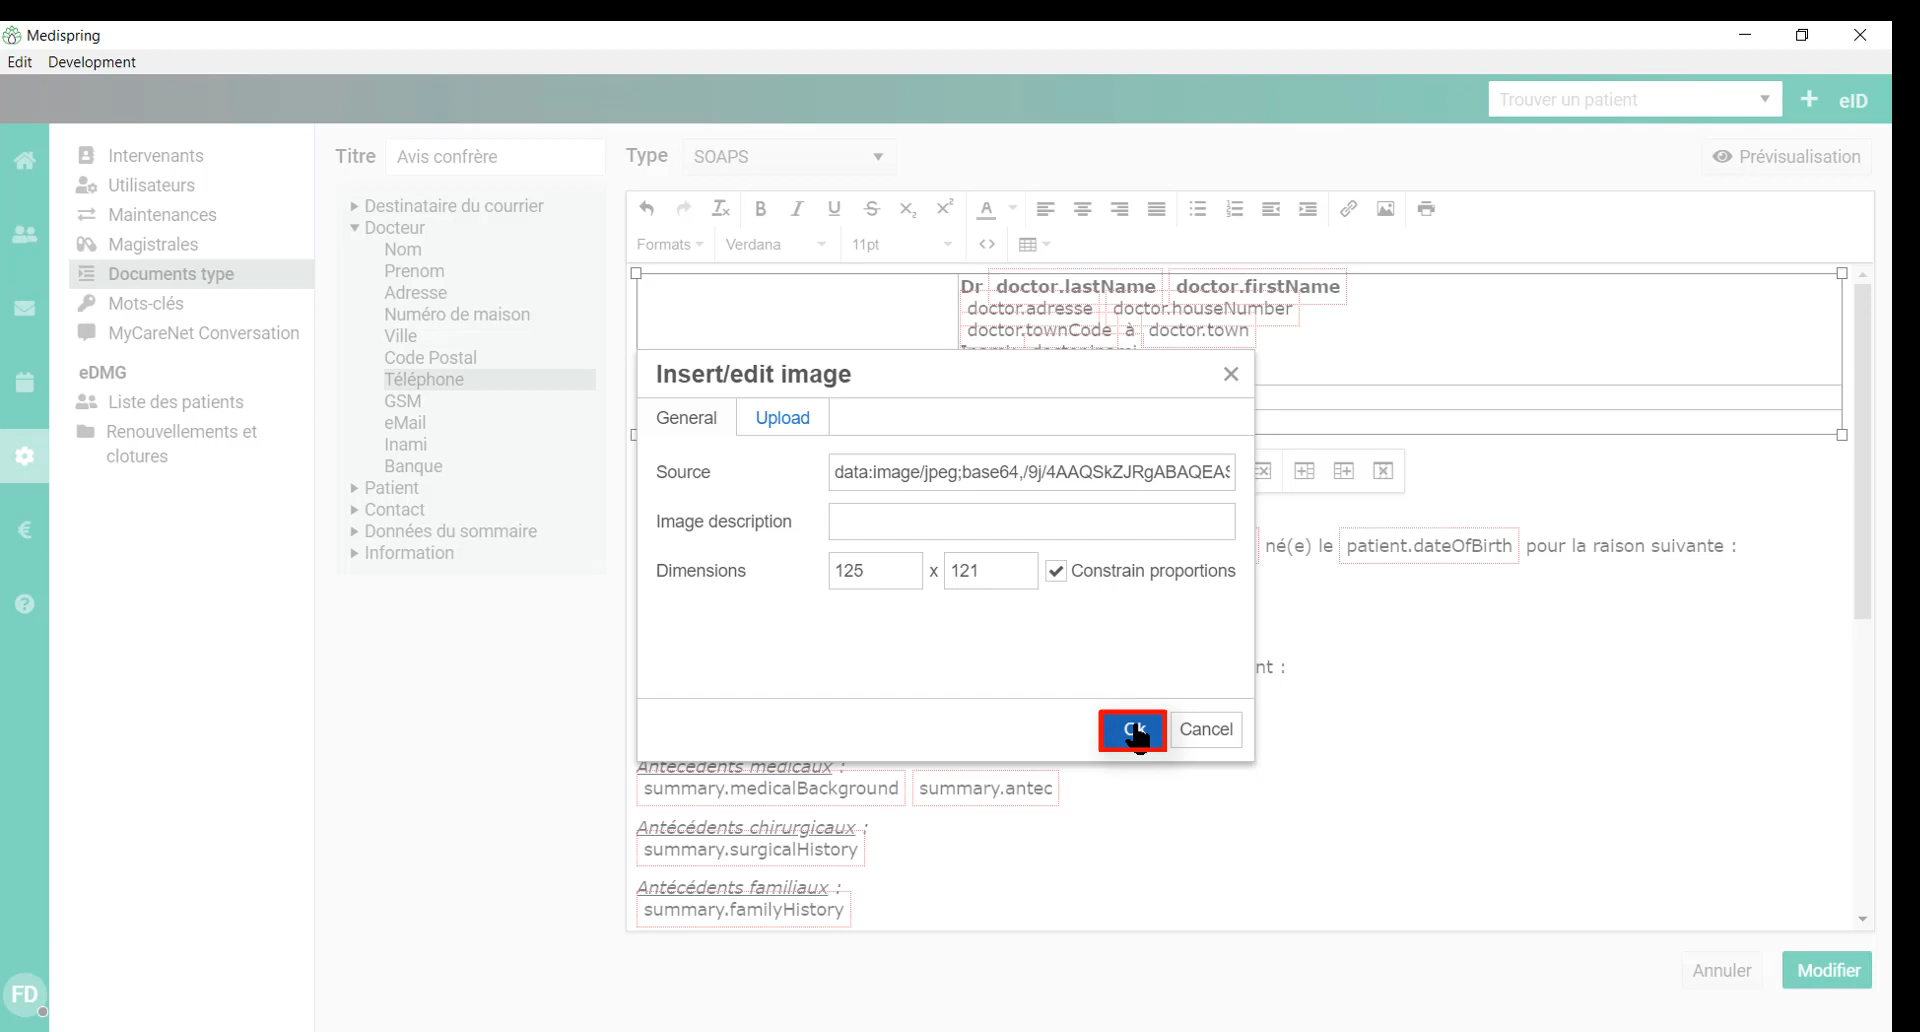 Medispring
Edit Development
Trouver un patient
eID
Intervenants
Utilisateurs
Maintenances
Magistrales
Documents type
Mots-clés
MyCareNet Conversation
eDMG
Liste des patients
Renouvellements et
clotures
FD
Titre Avis confrère
Destinataire du courrier
Docteur
Nom
Prenom
Adresse
Numéro de maison
Ville
Code Postal
Téléphone
GSM
eMail
Inami
Banque
Patient
Contact
Données du sommaire
Information
Type SOAPS
Prévisualisation
Formats Verdana 11pt
Dr doctor.lastName doctor.firstName
doctor.adresse doctor.houseNumber
doctor.townCode à doctor.town
Insert/edit image
General Upload
Source data:image/jpeg;base64,/9j/4AAQSkZJRgABAQEAS
Image description
Dimensions 125 x 121 Constrain proportions
Ok Cancel
né(e) le patient.dateOfBirth pour la raison suivante :
nt :
Antécédents médicaux :
summary.medicalBackground summary.antec
Antécédents chirurgicaux :
summary.surgicalHistory
Antécédents familiaux :
summary.familyHistory
Annuler Modifier